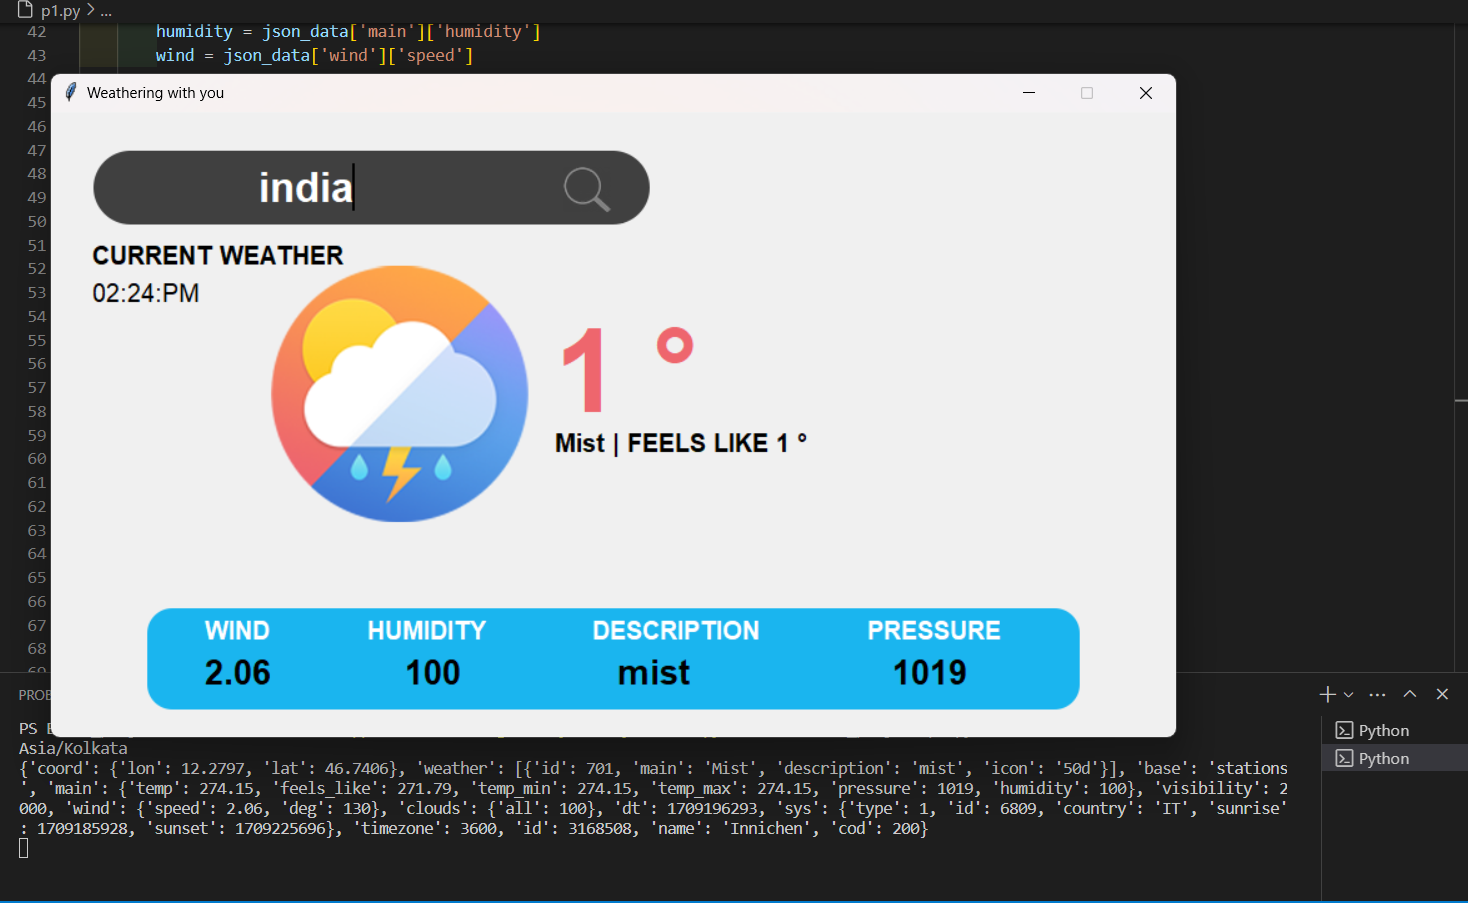 p1.py > ...
42 humidity = json_data['main']['humidity']
43 wind = json_data['wind']['speed']
44
45
46
47
48
49
50
51
52
53
54
55
56
57
58
59
60
61
62
63
64
65
66
67
68
Weathering with you
india
CURRENT WEATHER
02:24:PM
1 °
Mist | FEELS LIKE 1 °
WIND HUMIDITY DESCRIPTION PRESSURE
2.06 100 mist 1019
PS
Asia/Kolkata
{'coord': {'lon': 12.2797, 'lat': 46.7406}, 'weather': [{'id': 701, 'main': 'Mist', 'description': 'mist', 'icon': '50d'}], 'base': 'stations
', 'main': {'temp': 274.15, 'feels_like': 271.79, 'temp_min': 274.15, 'temp_max': 274.15, 'pressure': 1019, 'humidity': 100}, 'visibility': 2
000, 'wind': {'speed': 2.06, 'deg': 130}, 'clouds': {'all': 100}, 'dt': 1709196293, 'sys': {'type': 1, 'id': 6809, 'country': 'IT', 'sunrise'
: 1709185928, 'sunset': 1709225696}, 'timezone': 3600, 'id': 3168508, 'name': 'Innichen', 'cod': 200}
Python
Python